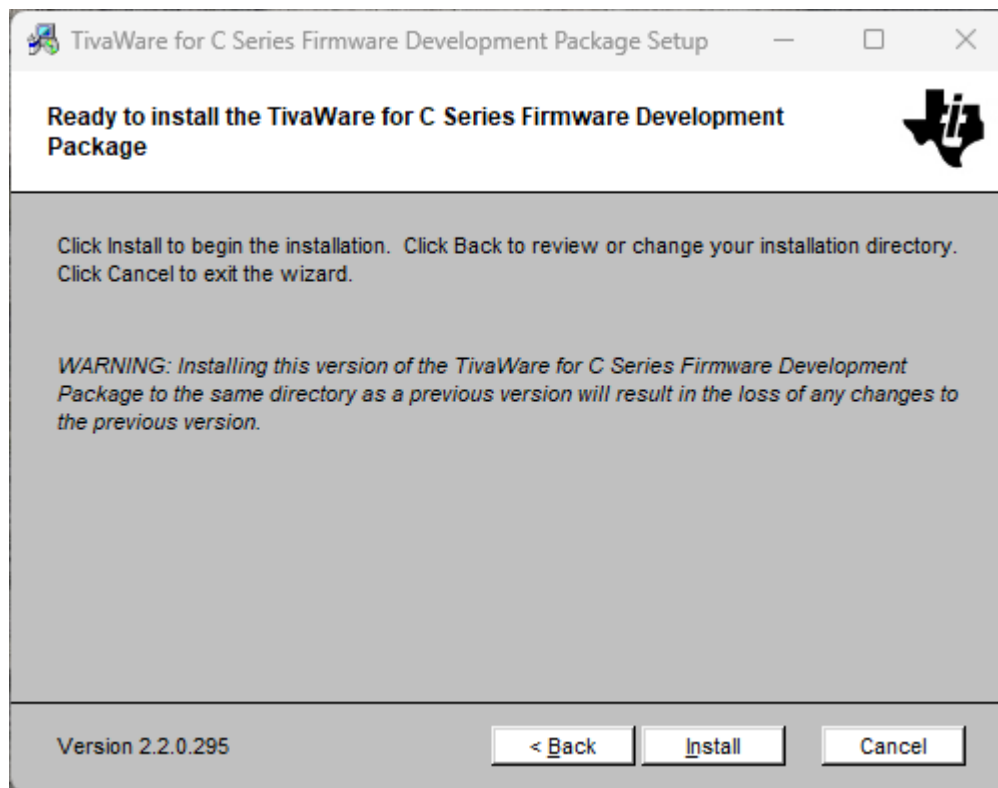 TivaWare for C Series Firmware Development Package Setup
Ready to install the TivaWare for C Series Firmware Development
Package
Click Install to begin the installation.  Click Back to review or change your installation directory.
Click Cancel to exit the wizard.
WARNING: Installing this version of the TivaWare for C Series Firmware Development
Package to the same directory as a previous version will result in the loss of any changes to
the previous version.
Version 2.2.0.295
< Back
Install
Cancel